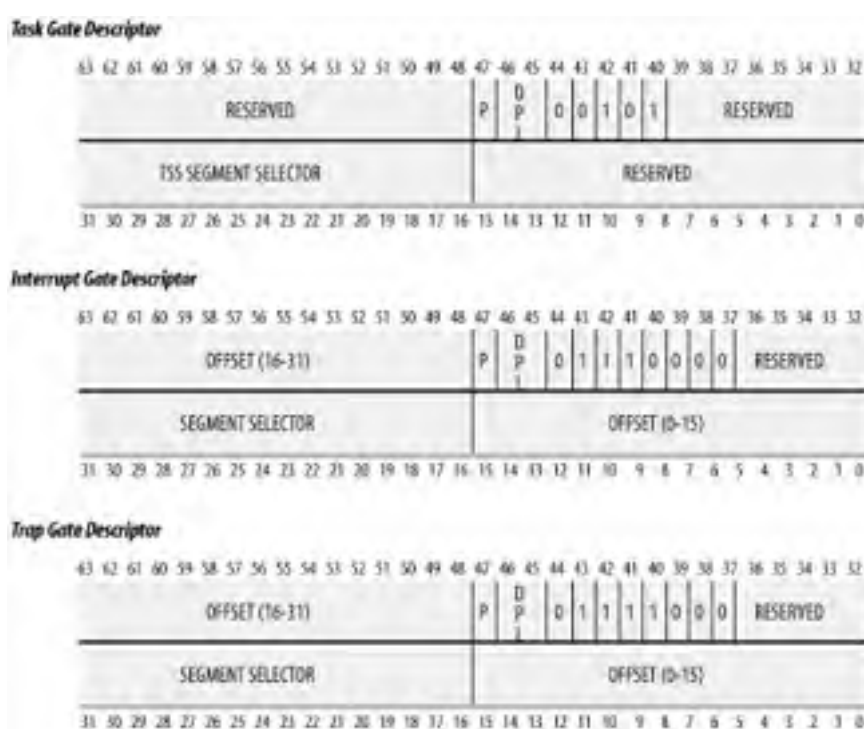 Task Gate Descriptor
63 62 61 60 59 58 57 56 55 54 53 52 51 50 49 48 47 46 45 44 43 42 41 40 39 38 37 36 35 34 33 32
RESERVED P DPL 0 0 1 0 1 RESERVED
TSS SEGMENT SELECTOR RESERVED
31 30 29 28 27 26 25 24 23 22 21 20 19 18 17 16 15 14 13 12 11 10 9 8 7 6 5 4 3 2 1 0
Interrupt Gate Descriptor
63 62 61 60 59 58 57 56 55 54 53 52 51 50 49 48 47 46 45 44 43 42 41 40 39 38 37 36 35 34 33 32
OFFSET (16-31) P DPL 0 1 1 1 0 0 0 0 RESERVED
SEGMENT SELECTOR OFFSET (0-15)
31 30 29 28 27 26 25 24 23 22 21 20 19 18 17 16 15 14 13 12 11 10 9 8 7 6 5 4 3 2 1 0
Trap Gate Descriptor
63 62 61 60 59 58 57 56 55 54 53 52 51 50 49 48 47 46 45 44 43 42 41 40 39 38 37 36 35 34 33 32
OFFSET (16-31) P DPL 0 1 1 1 1 0 0 0 RESERVED
SEGMENT SELECTOR OFFSET (0-15)
31 30 29 28 27 26 25 24 23 22 21 20 19 18 17 16 15 14 13 12 11 10 9 8 7 6 5 4 3 2 1 0